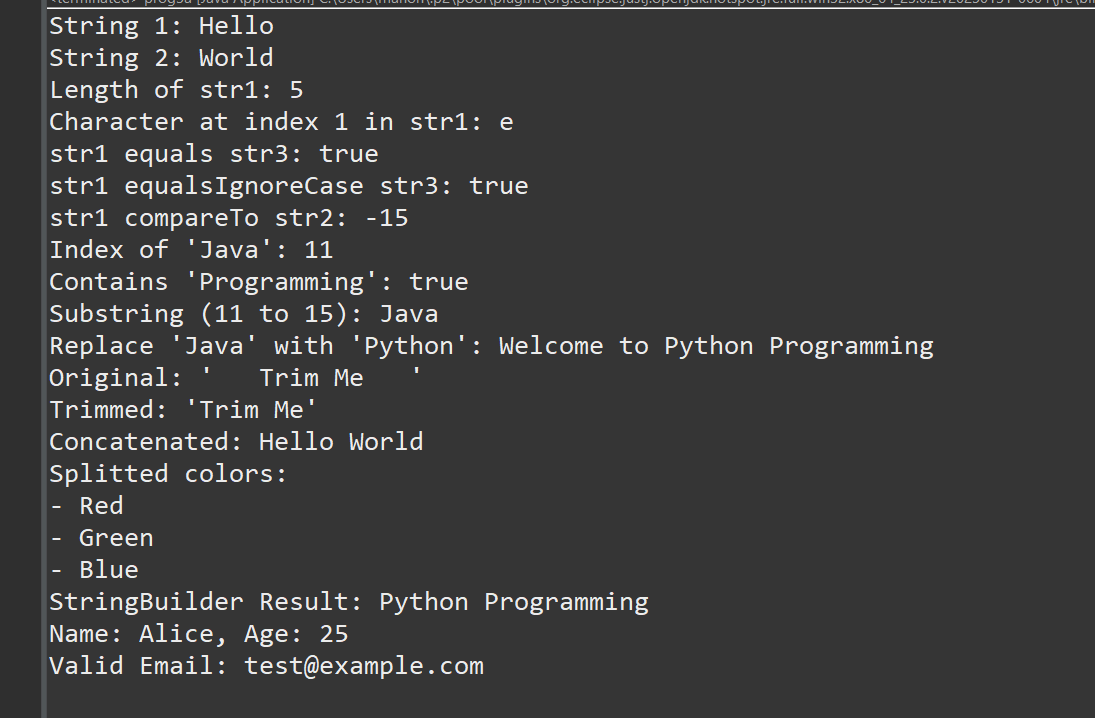 String 1: Hello
String 2: World
Length of str1: 5
Character at index 1 in str1: e
str1 equals str3: true
str1 equalsIgnoreCase str3: true
str1 compareTo str2: -15
Index of 'Java': 11
Contains 'Programming': true
Substring (11 to 15): Java
Replace 'Java' with 'Python': Welcome to Python Programming
Original: '   Trim Me   '
Trimmed: 'Trim Me'
Concatenated: Hello World
Splitted colors:
- Red
- Green
- Blue
StringBuilder Result: Python Programming
Name: Alice, Age: 25
Valid Email: test@example.com